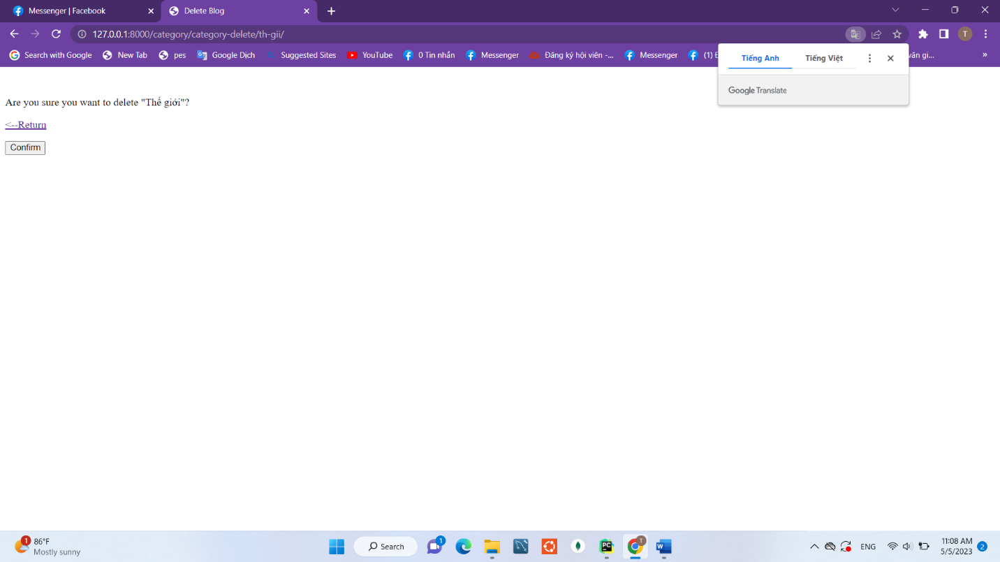 Messenger | Facebook
Delete Blog
127.0.0.1:8000/category/category-delete/th-gii/
T
Search with Google
New Tab
pes
Google Dịch
Suggested Sites
YouTube
0 Tin nhắn
Messenger
Đăng ký hội viên -...
Messenger
(1)
văn gi...
»
Tiếng Anh
Tiếng Việt
Google Translate
Are you sure you want to delete "Thế giới"?
<--Return
Confirm
1
86°F
Mostly sunny
Search
1
PC
T
W
ENG
11:08 AM
5/5/2023
2